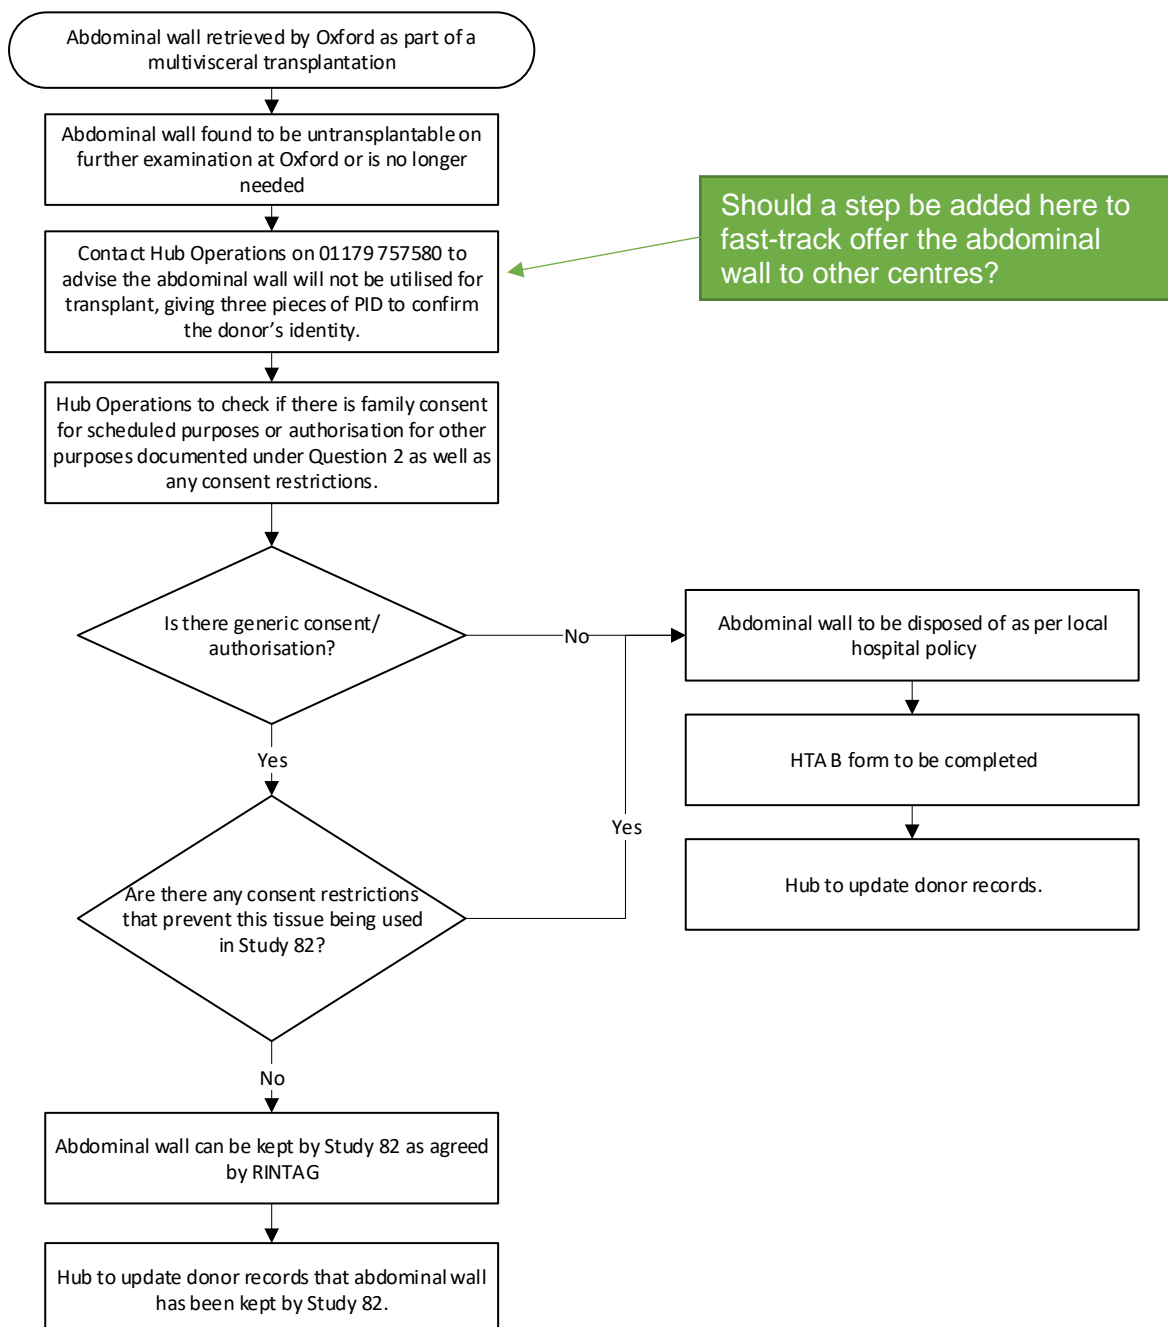 Abdominal wall retrieved by Oxford as part of a
multivisceral transplantation
Abdominal wall found to be untransplantable on
further examination at Oxford or is no longer
needed
Should a step be added here to
fast-track offer the abdominal
wall to other centres?
Contact Hub Operations on 01179 757580 to
advise the abdominal wall will not be utilised for
transplant, giving three pieces of PID to confirm
the donor’s identity.
Hub Operations to check if there is family consent
for scheduled purposes or authorisation for other
purposes documented under Question 2 as well as
any consent restrictions.
Is there generic consent/
authorisation?
No
Abdominal wall to be disposed of as per local
hospital policy
Yes
HTA B form to be completed
Yes
Hub to update donor records.
Are there any consent restrictions
that prevent this tissue being used
in Study 82?
No
Abdominal wall can be kept by Study 82 as agreed
by RINTAG
Hub to update donor records that abdominal wall
has been kept by Study 82.